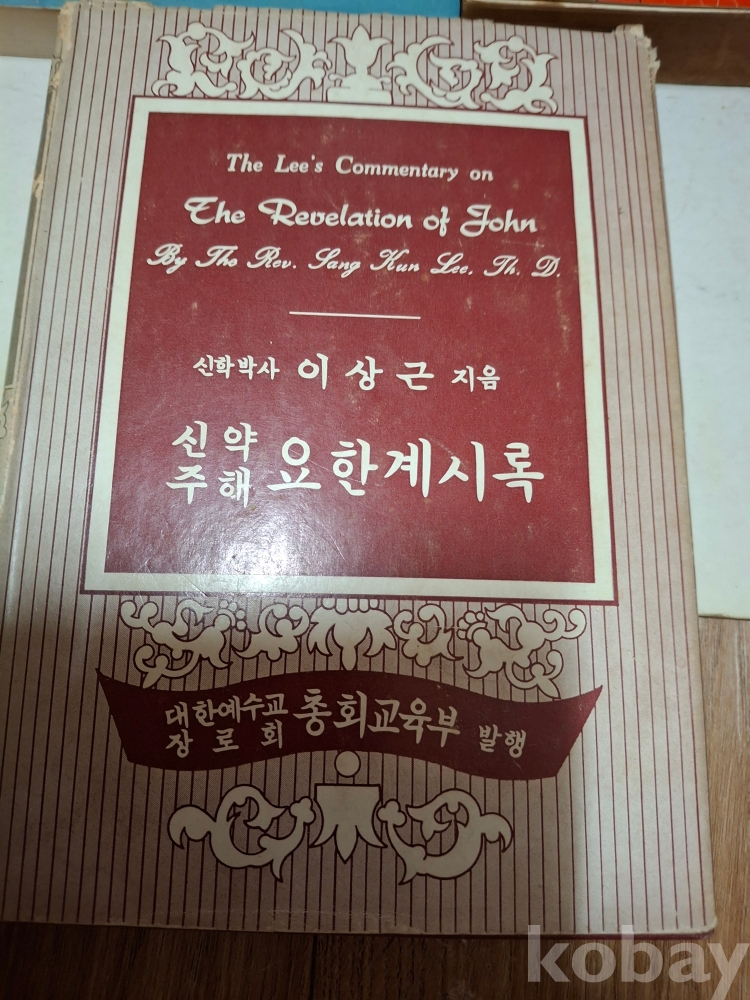 The Lee's Commentary on
The Revelation of John
By The Rev. Sang Kun Lee. Th. D.
신학박사 이상근 지음
신약
주해 요한계시록
대한예수교
장로회 총회교육부 발행
kobay